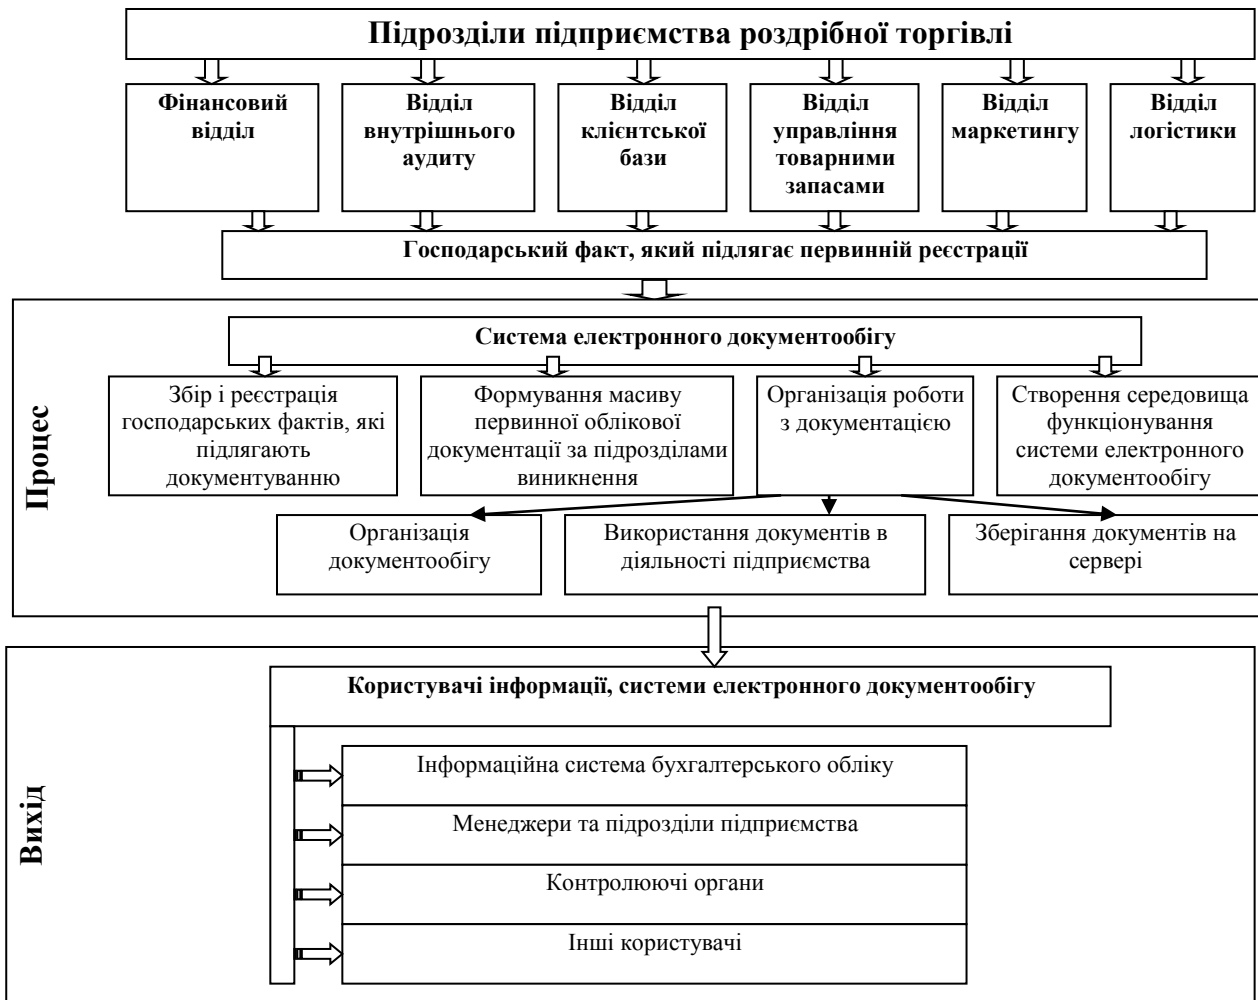 Підрозділи підприємства роздрібної торгівлі
Фінансовий
відділ
Відділ
внутрішнього
аудиту
Відділ
клієнтської
бази
Відділ
управління
товарними
запасами
Відділ
маркетингу
Відділ
логістики
Господарський факт, який підлягає первинній реєстрації
Процес
Система електронного документообігу
Збір і реєстрація
господарських фактів, які
підлягають
документуванню
Формування масиву
первинної облікової
документації за підрозділами
виникнення
Організація роботи
з документацією
Створення середовища
функціонування
системи електронного
документообігу
Організація
документообігу
Використання документів в
діяльності підприємства
Зберігання документів на
сервері
Вихід
Користувачі інформації, системи електронного документообігу
Інформаційна система бухгалтерського обліку
Менеджери та підрозділи підприємства
Контролюючі органи
Інші користувачі